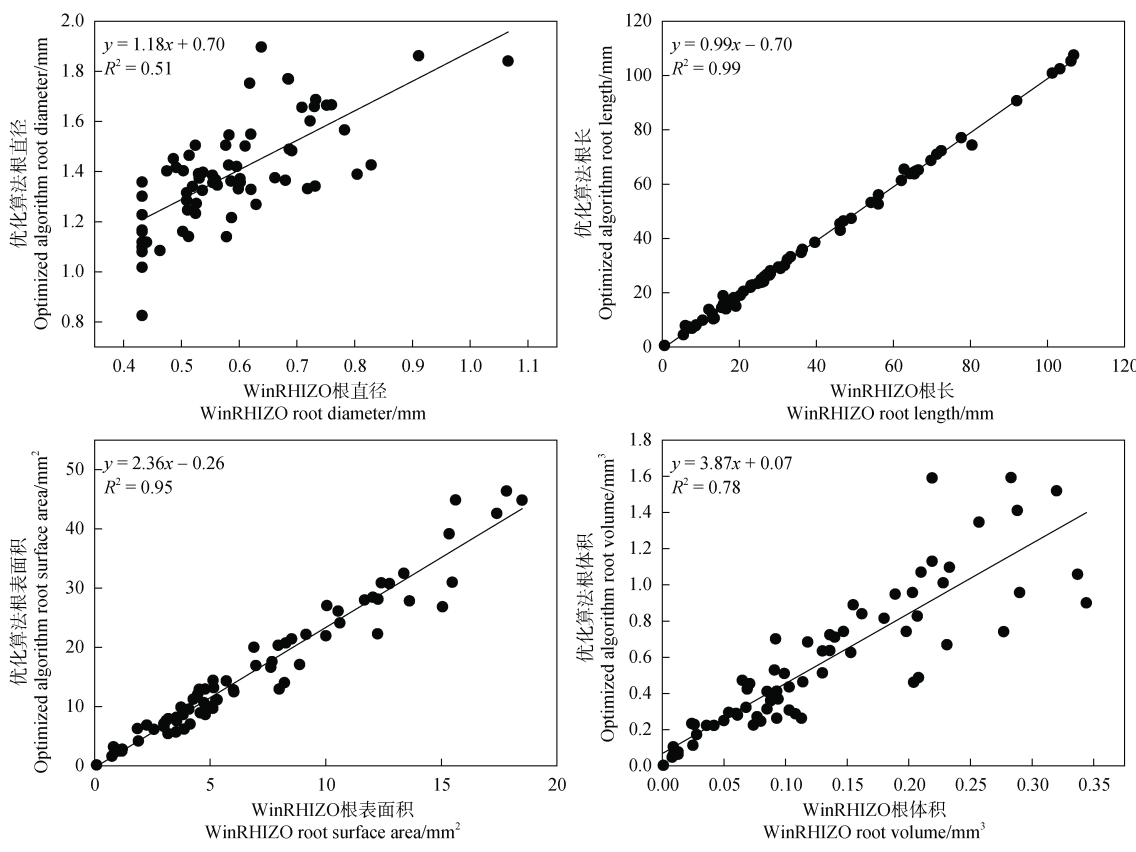 y = 1.18x + 0.70
R² = 0.51
2.0
1.8
1.6
1.4
1.2
1.0
0.8
优化算法根直径
Optimized algorithm root diameter/mm
0.4 0.5 0.6 0.7 0.8 0.9 1.0 1.1
WinRHIZO根直径
WinRHIZO root diameter/mm
y = 0.99x – 0.70
R² = 0.99
120
100
80
60
40
20
0
优化算法根长
Optimized algorithm root length/mm
0 20 40 60 80 100 120
WinRHIZO根长
WinRHIZO root length/mm
y = 2.36x – 0.26
R² = 0.95
50
40
30
20
10
0
优化算法根表面积
Optimized algorithm root surface area/mm²
0 5 10 15 20
WinRHIZO根表面积
WinRHIZO root surface area/mm²
y = 3.87x + 0.07
R² = 0.78
1.8
1.6
1.4
1.2
1.0
0.8
0.6
0.4
0.2
0.0
优化算法根体积
Optimized algorithm root volume/mm³
0.00 0.05 0.10 0.15 0.20 0.25 0.30 0.35
WinRHIZO根体积
WinRHIZO root volume/mm³